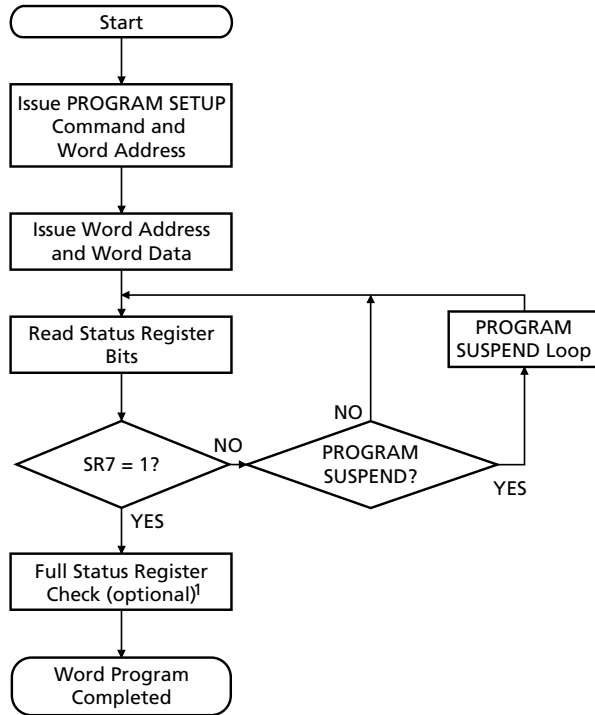 Start
Issue PROGRAM SETUP
Command and
Word Address
Issue Word Address
and Word Data
Read Status Register
Bits
PROGRAM
SUSPEND Loop
SR7 = 1?
NO
PROGRAM
SUSPEND?
NO
YES
YES
Full Status Register
Check (optional)1
Word Program
Completed